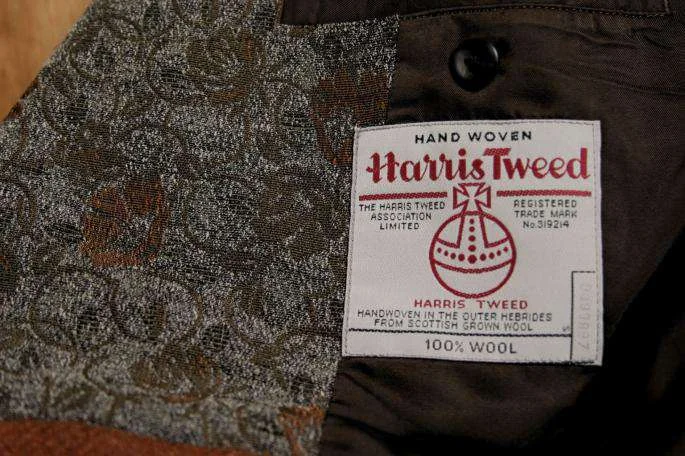 HAND WOVEN
Harris Tweed
THE HARRIS TWEED
ASSOCIATION
LIMITED
REGISTERED
TRADE MARK
No.319214
HARRIS TWEED
HANDWOVEN IN THE OUTER HEBRIDES
FROM SCOTTISH GROWN WOOL
100% WOOL